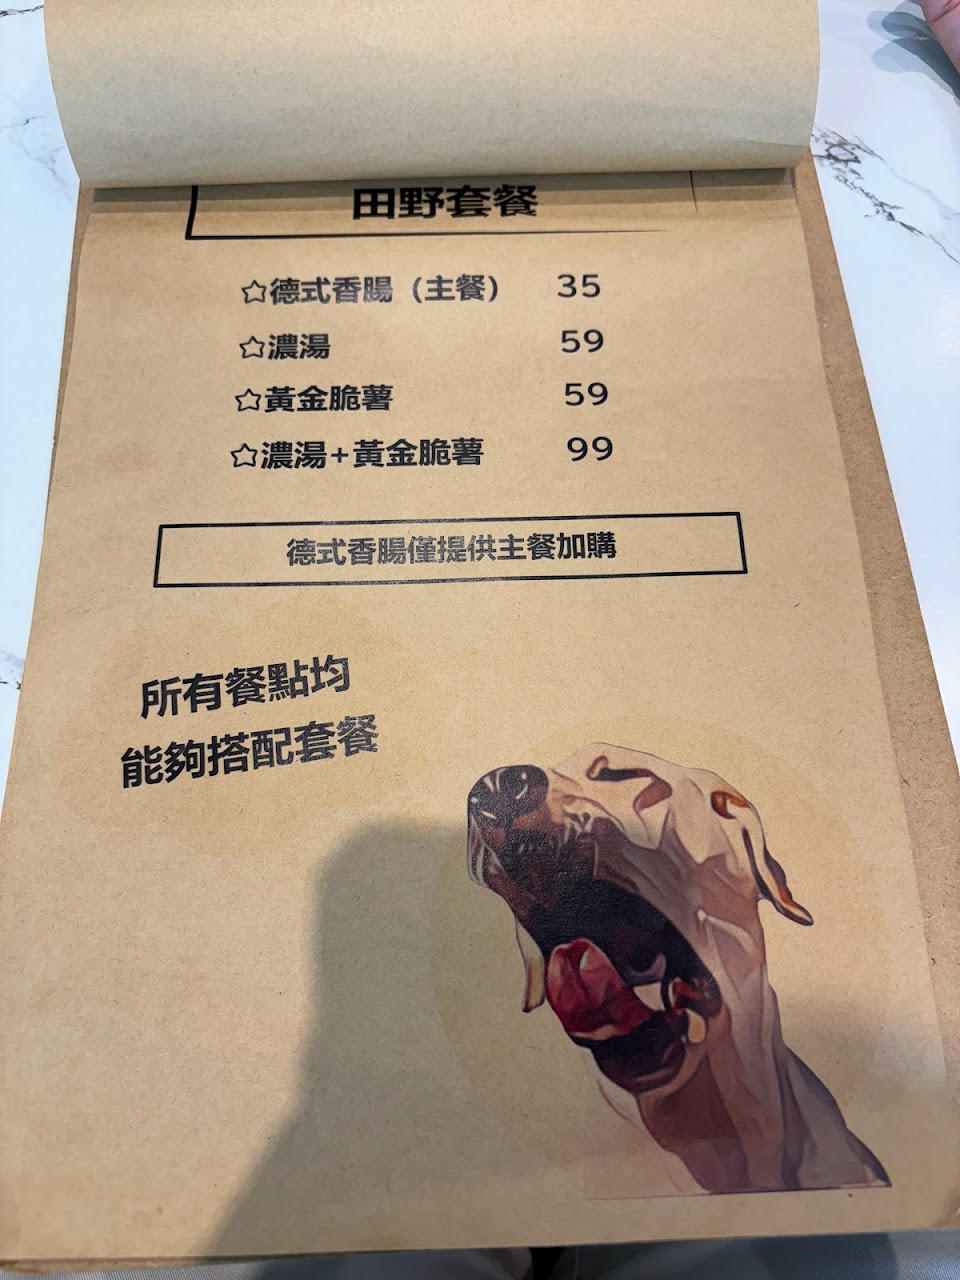 田野套餐
☆德式香腸（主餐） 35
☆濃湯 59
☆黃金脆薯 59
☆濃湯+黃金脆薯 99
德式香腸僅提供主餐加購
所有餐點均
能夠搭配套餐